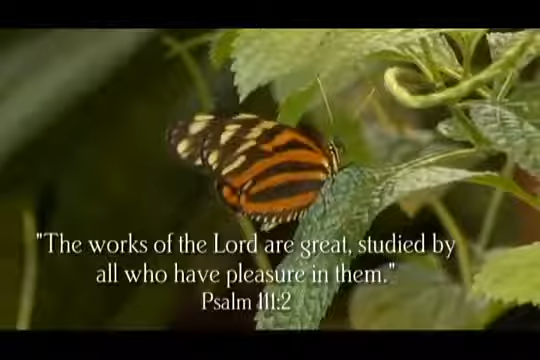 "The works of the Lord are great, studied by
all who have pleasure in them."
Psalm 111:2